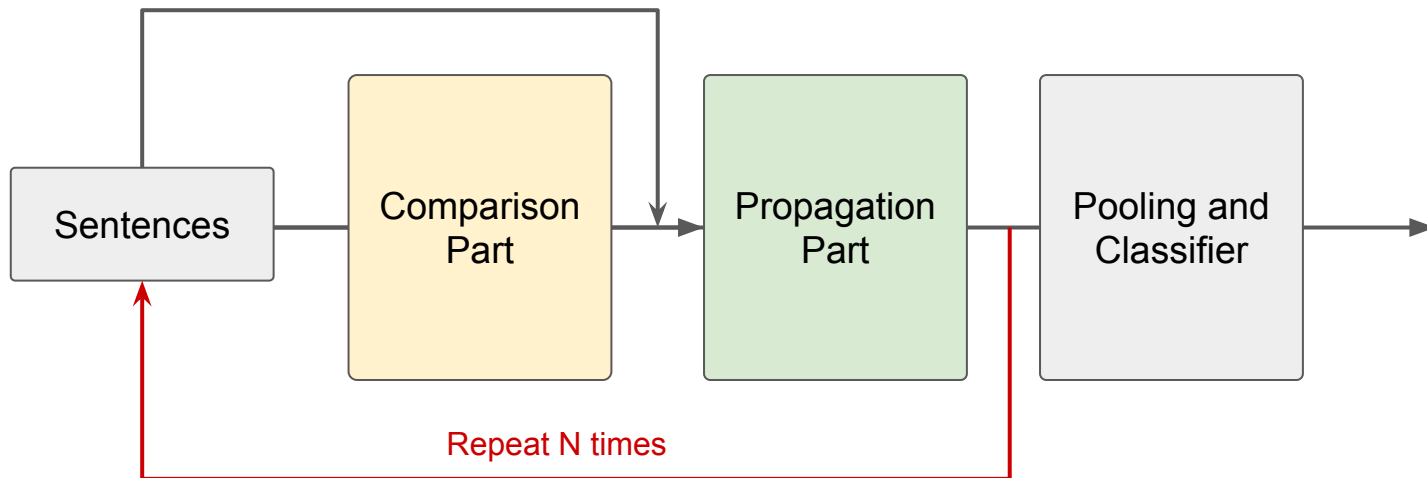 Sentences
Comparison
Part
Propagation
Part
Pooling and
Classifier
Repeat N times